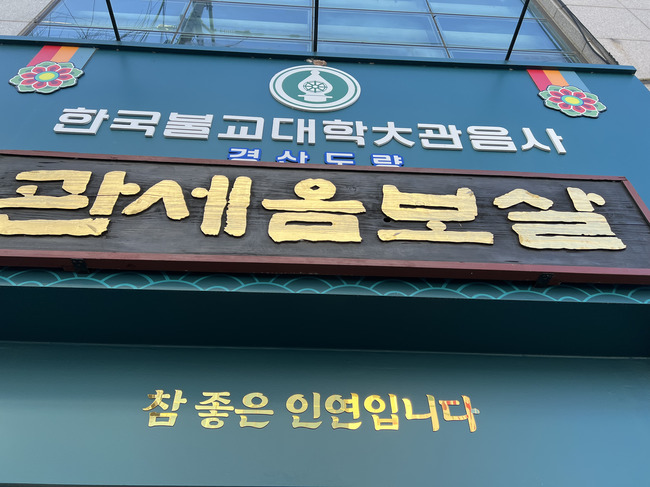 한국불교대학大관음사
경산도량
관세음보살
참 좋은 인연입니다